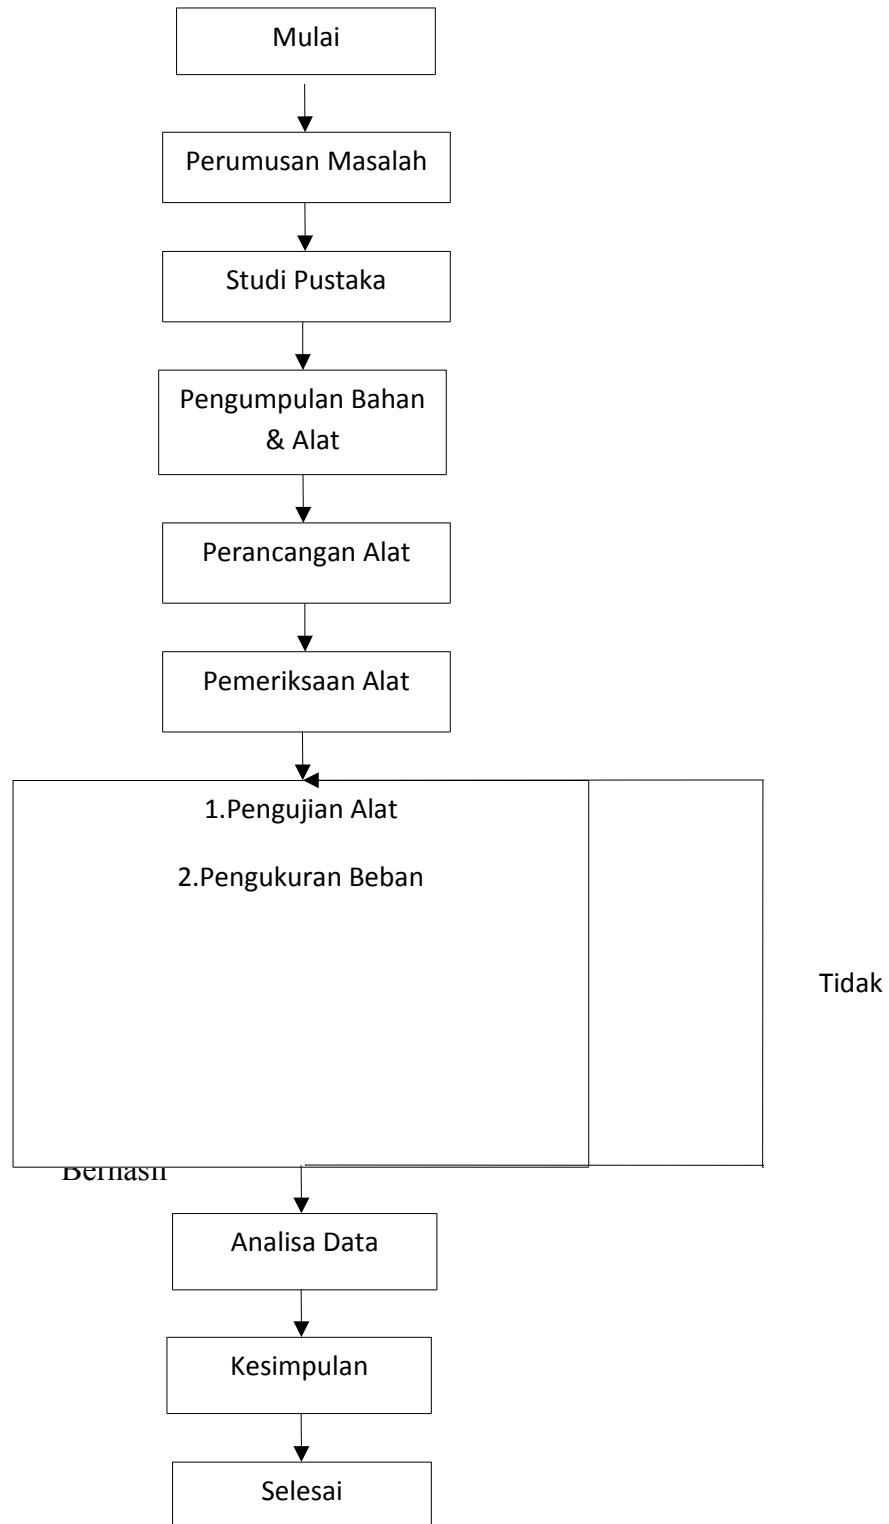 Mulai
Perumusan Masalah
Studi Pustaka
Pengumpulan Bahan
& Alat
Perancangan Alat
Pemeriksaan Alat
1.Pengujian Alat
2.Pengukuran Beban
Tidak
Berhasil
Analisa Data
Kesimpulan
Selesai